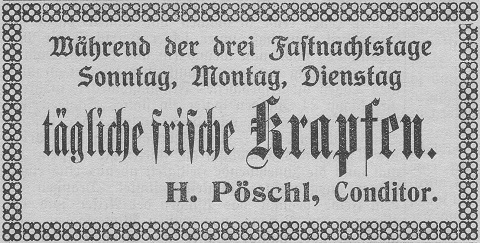 Während der drei Fastnachtstage
Sonntag, Montag, Dienstag
tägliche frische Krapfen.
H. Pöschl, Conditor.